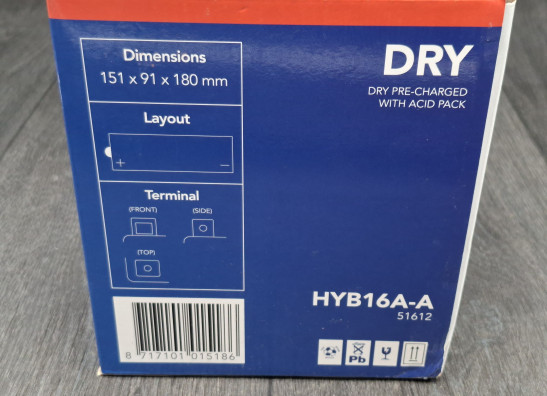 Dimensions
151 x 91 x 180 mm
Layout
+ −
Terminal
(FRONT) (SIDE)
(TOP)
8 717101 015186
DRY
DRY PRE-CHARGED
WITH ACID PACK
HYB16A-A
51612
Pb